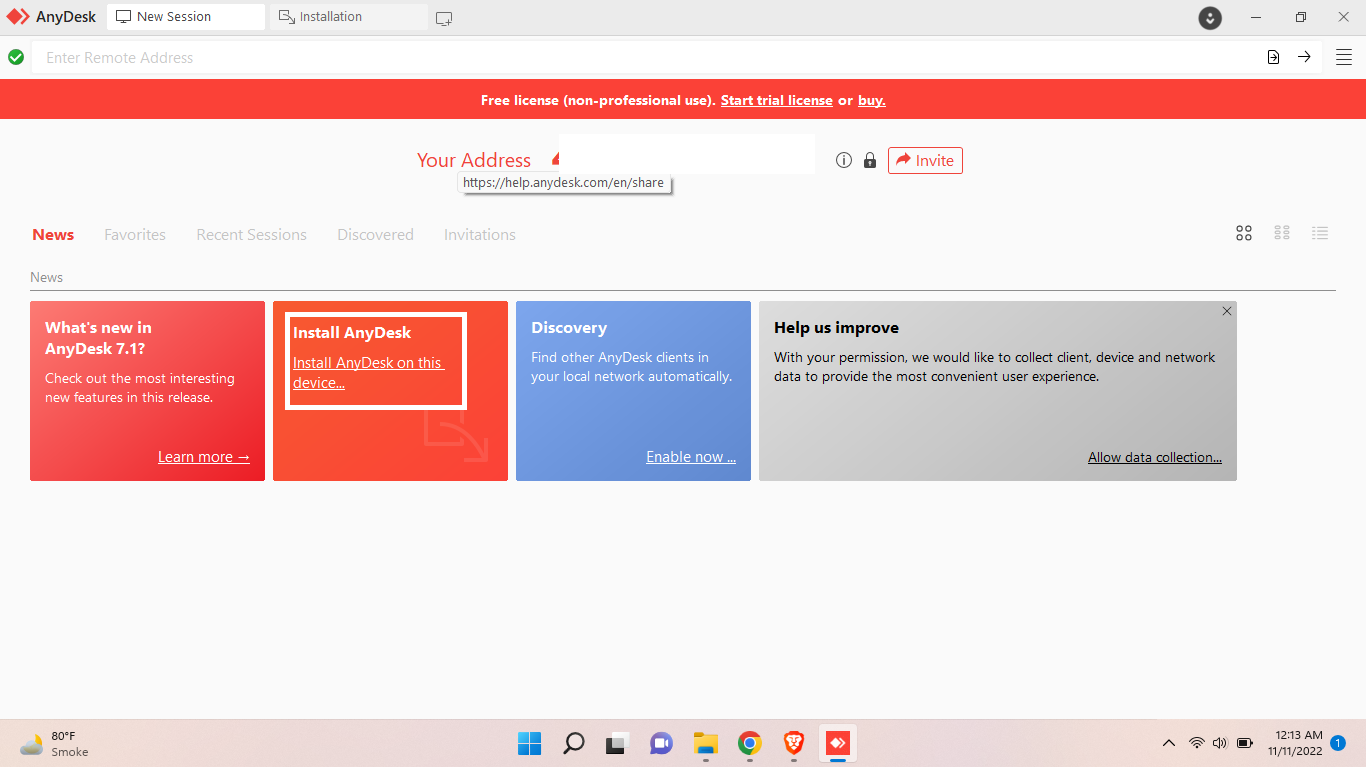 AnyDesk New Session Installation
Enter Remote Address
Free license (non-professional use). Start trial license or buy.
Your Address Invite
https://help.anydesk.com/en/share
News Favorites Recent Sessions Discovered Invitations
News
What's new in
AnyDesk 7.1?
Check out the most interesting
new features in this release.
Learn more →
Install AnyDesk
Install AnyDesk on this
device...
Discovery
Find other AnyDesk clients in
your local network automatically.
Enable now ...
Help us improve
With your permission, we would like to collect client, device and network
data to provide the most convenient user experience.
Allow data collection...
80°F
Smoke
12:13 AM
11/11/2022 1